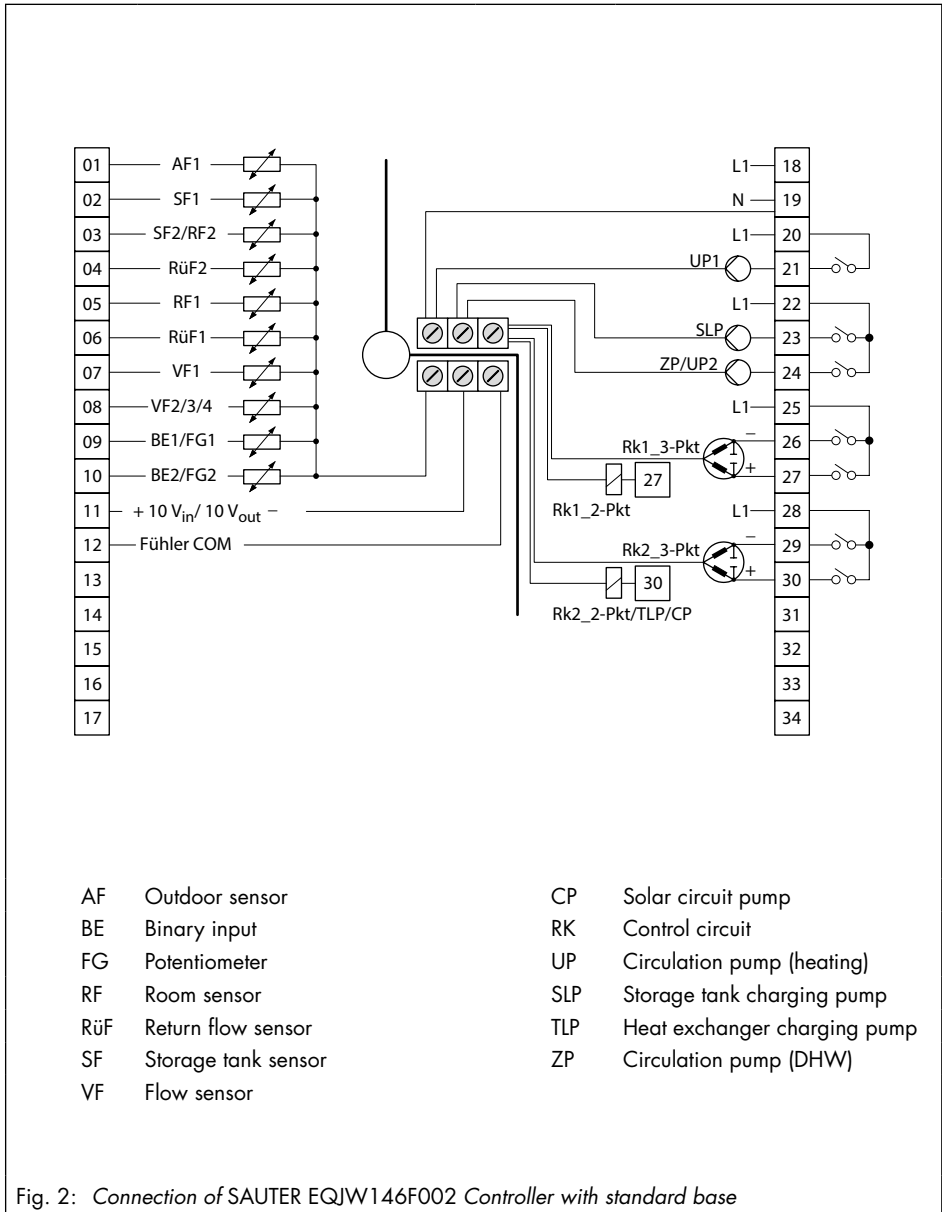 01 AF1
02 SF1
03 SF2/RF2
04 RüF2
05 RF1
06 RüF1
07 VF1
08 VF2/3/4
09 BE1/FG1
10 BE2/FG2
11 + 10 Vin/ 10 Vout –
12 Fühler COM
13
14
15
16
17
L1 18
N 19
L1 20
UP1 21
L1 22
SLP 23
ZP/UP2 24
L1 25
Rk1_3-Pkt – 26
+ 27
27
Rk1_2-Pkt
L1 28
Rk2_3-Pkt – 29
+ 30
30
Rk2_2-Pkt/TLP/CP
31
32
33
34
AF Outdoor sensor
BE Binary input
FG Potentiometer
RF Room sensor
RüF Return flow sensor
SF Storage tank sensor
VF Flow sensor
CP Solar circuit pump
RK Control circuit
UP Circulation pump (heating)
SLP Storage tank charging pump
TLP Heat exchanger charging pump
ZP Circulation pump (DHW)
Fig. 2: Connection of SAUTER EQJW146F002 Controller with standard base